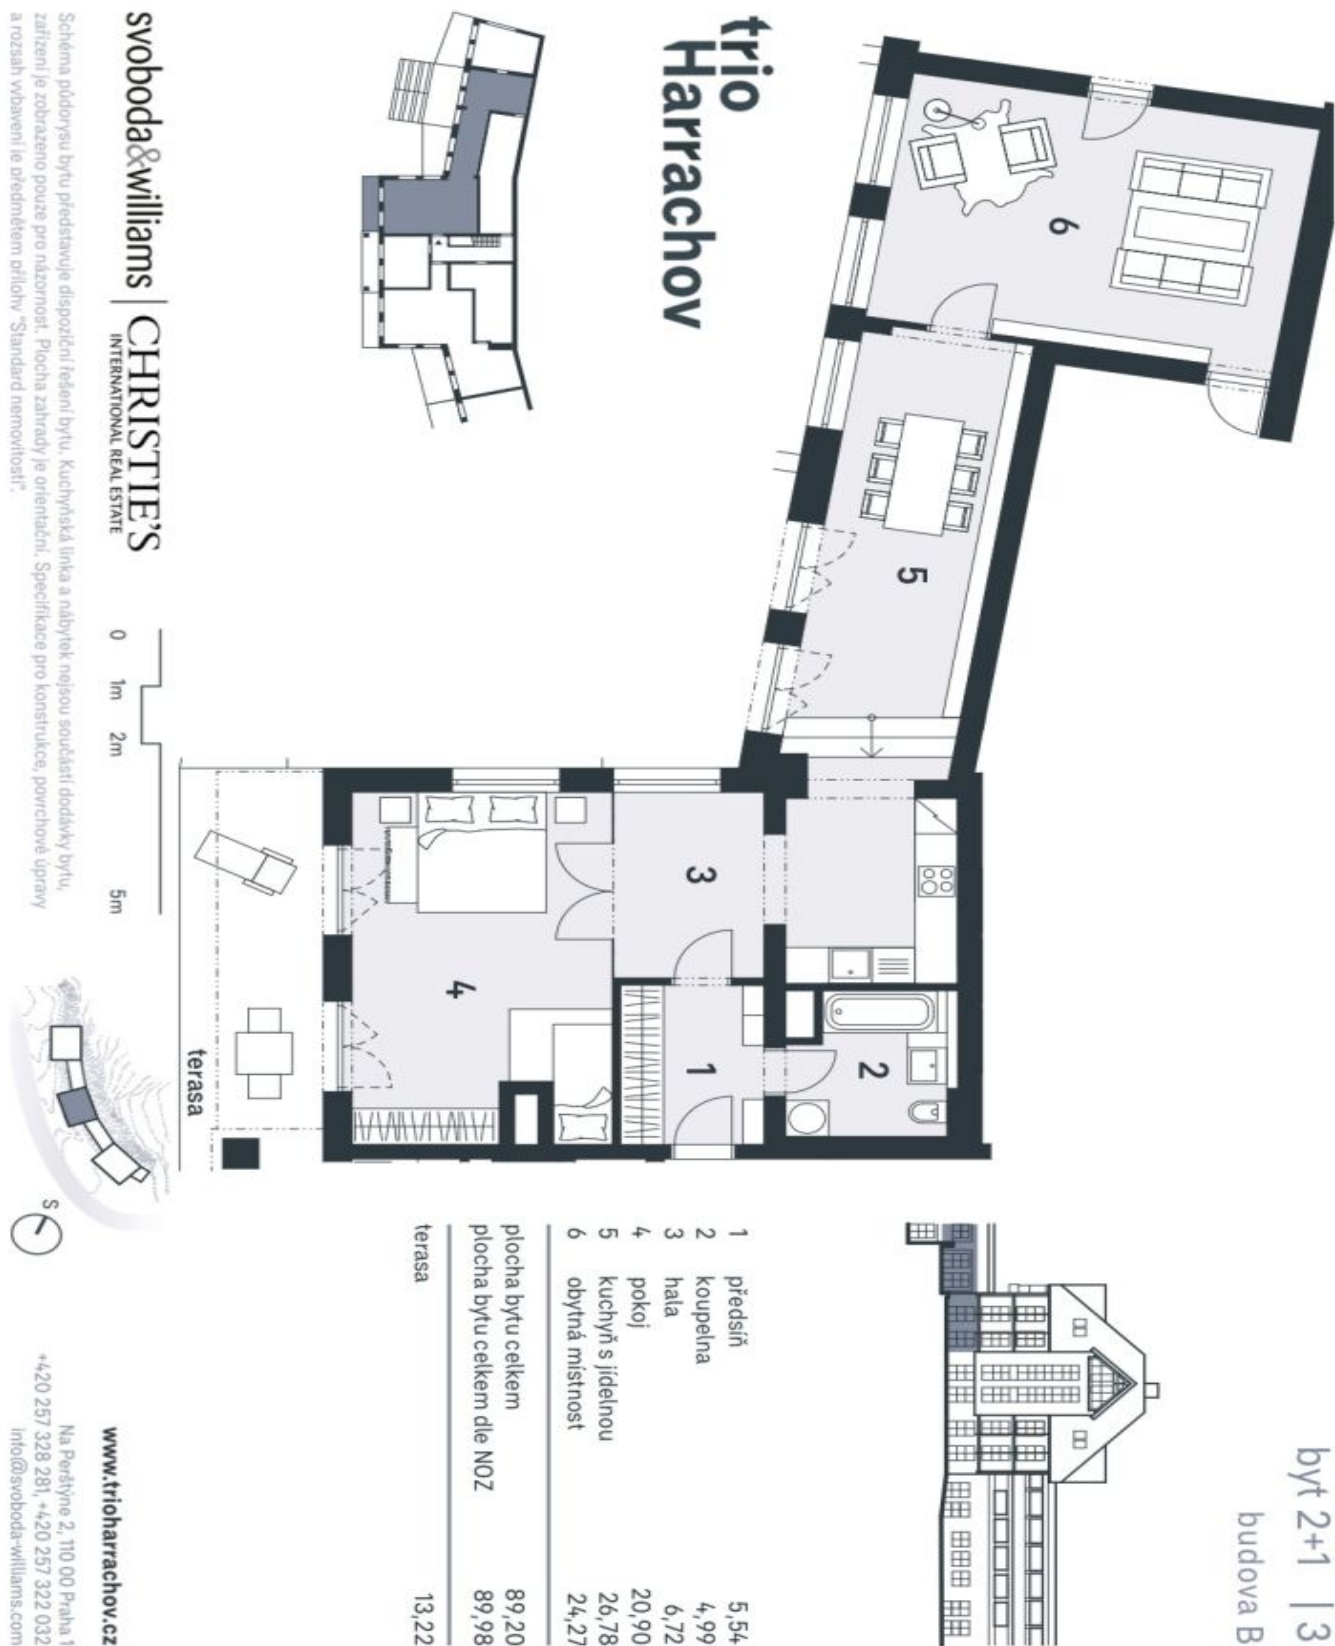 byt 2+1 | 3
budova B
trio
Harrachov
6
5
3
4
1
2
terasa
1 předsíň 5,54
2 koupelna 4,99
3 hala 6,72
4 pokoj 20,90
5 kuchyň s jídelnou 26,78
6 obytná místnost 24,27
plocha bytu celkem 89,20
plocha bytu celkem dle NOZ 89,98
terasa 13,22
svoboda&williams | CHRISTIE'S
INTERNATIONAL REAL ESTATE
0 1m 2m 5m
S
www.trioharrachov.cz
Schéma půdorysu bytu představuje dispoziční řešení bytu. Kuchyňská linka a nábytek nejsou součástí dodávky bytu,
zařízení je zobrazeno pouze pro názornost. Plocha zahrady je orientační. Specifikace pro konstrukce, povrchové úpravy
a rozsah vybavení je předmětem přílohy "Standard nemovitosti".
Na Perštýne 2, 110 00 Praha 1
+420 257 328 281, +420 257 322 032
info@svoboda-williams.com